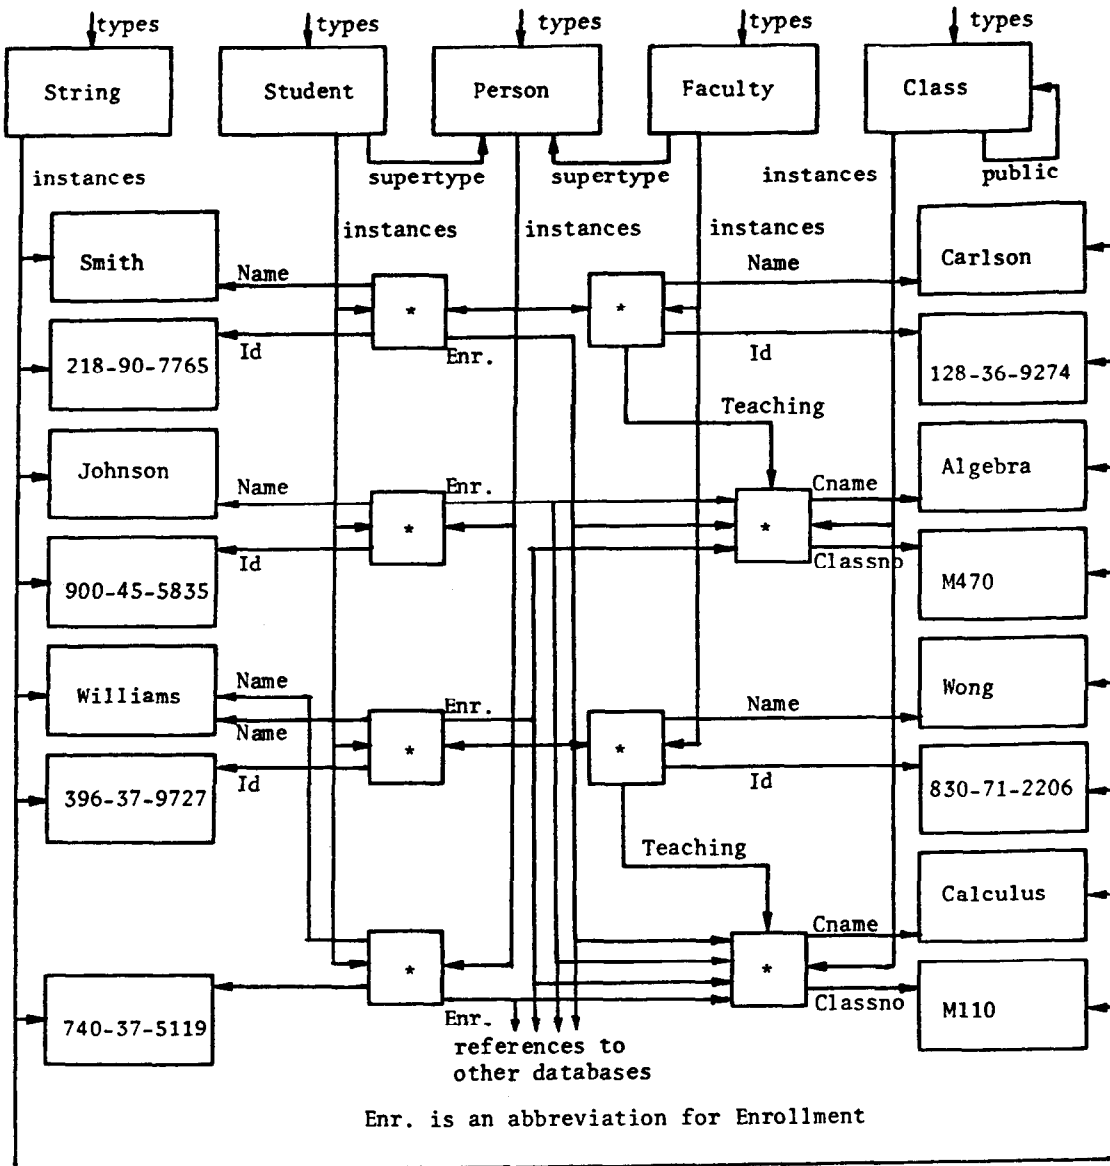 types types types types types
String Student Person Faculty Class
supertype supertype public
instances instances
instances instances instances
Smith Name * * Name Carlson
218-90-7765 Id Enr. Id 128-36-9274
Teaching
Johnson Name Enr. Cname Algebra
* *
900-45-5835 Id Classno M470
Williams Name Enr. Name Wong
Name * *
396-37-9727 Id Id 830-71-2206
Teaching
Cname Calculus
* *
740-37-5119 Enr. Classno M110
references to
other databases
Enr. is an abbreviation for Enrollment